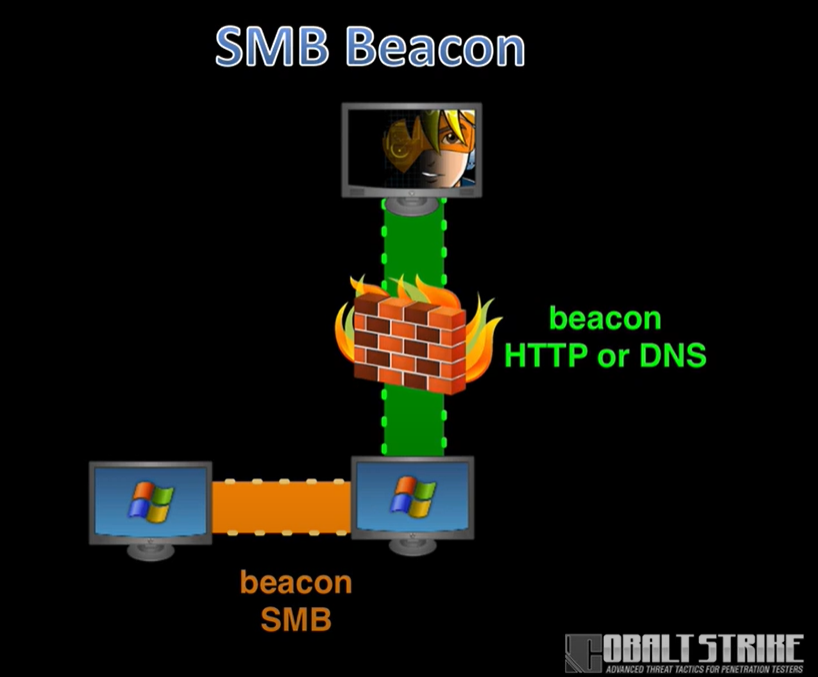 SMB Beacon
beacon
HTTP or DNS
beacon
SMB
COBALT STRIKE
ADVANCED THREAT TACTICS FOR PENETRATION TESTERS